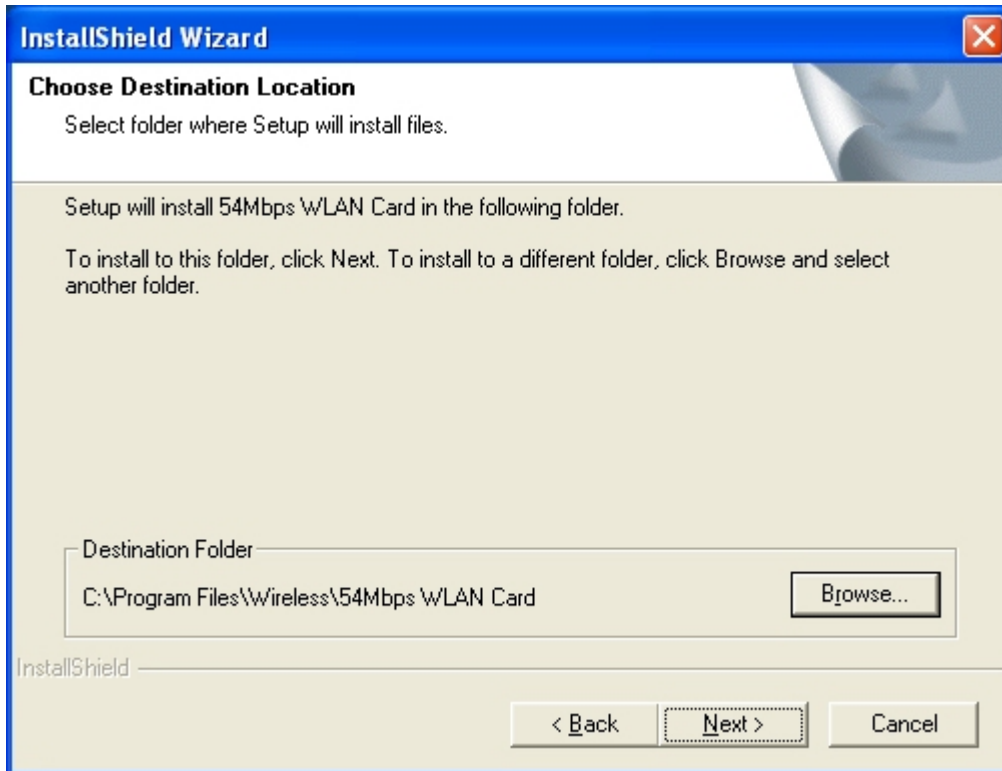 InstallShield Wizard
Choose Destination Location
Select folder where Setup will install files.
Setup will install 54Mbps WLAN Card in the following folder.
To install to this folder, click Next. To install to a different folder, click Browse and select
another folder.
Destination Folder
C:\Program Files\Wireless\54Mbps WLAN Card
Browse...
InstallShield
< Back
Next >
Cancel